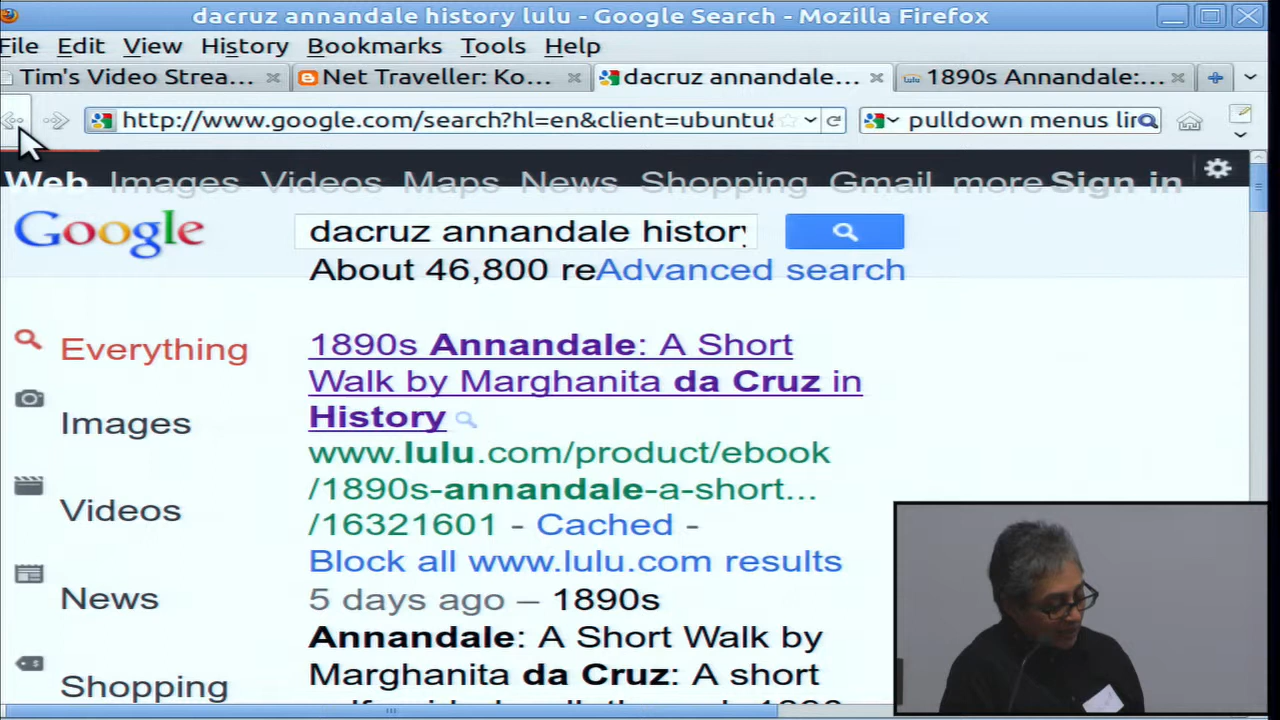 dacruz annandale history lulu - Google Search - Mozilla Firefox
File Edit View History Bookmarks Tools Help
Tim's Video Strea... Net Traveller: Ko... dacruz annandale... 1890s Annandale:...
http://www.google.com/search?hl=en&client=ubuntu& pulldown menus lin
Web Images Videos Maps News Shopping Gmail more Sign in
Google dacruz annandale history
About 46,800 re Advanced search
1890s Annandale: A Short
Everything
Walk by Marghanita da Cruz in
History
Images
www.lulu.com/product/ebook
/1890s-annandale-a-short...
Videos
/16321601 - Cached -
Block all www.lulu.com results
News
5 days ago – 1890s
Annandale: A Short Walk by
Marghanita da Cruz: A short
Shopping